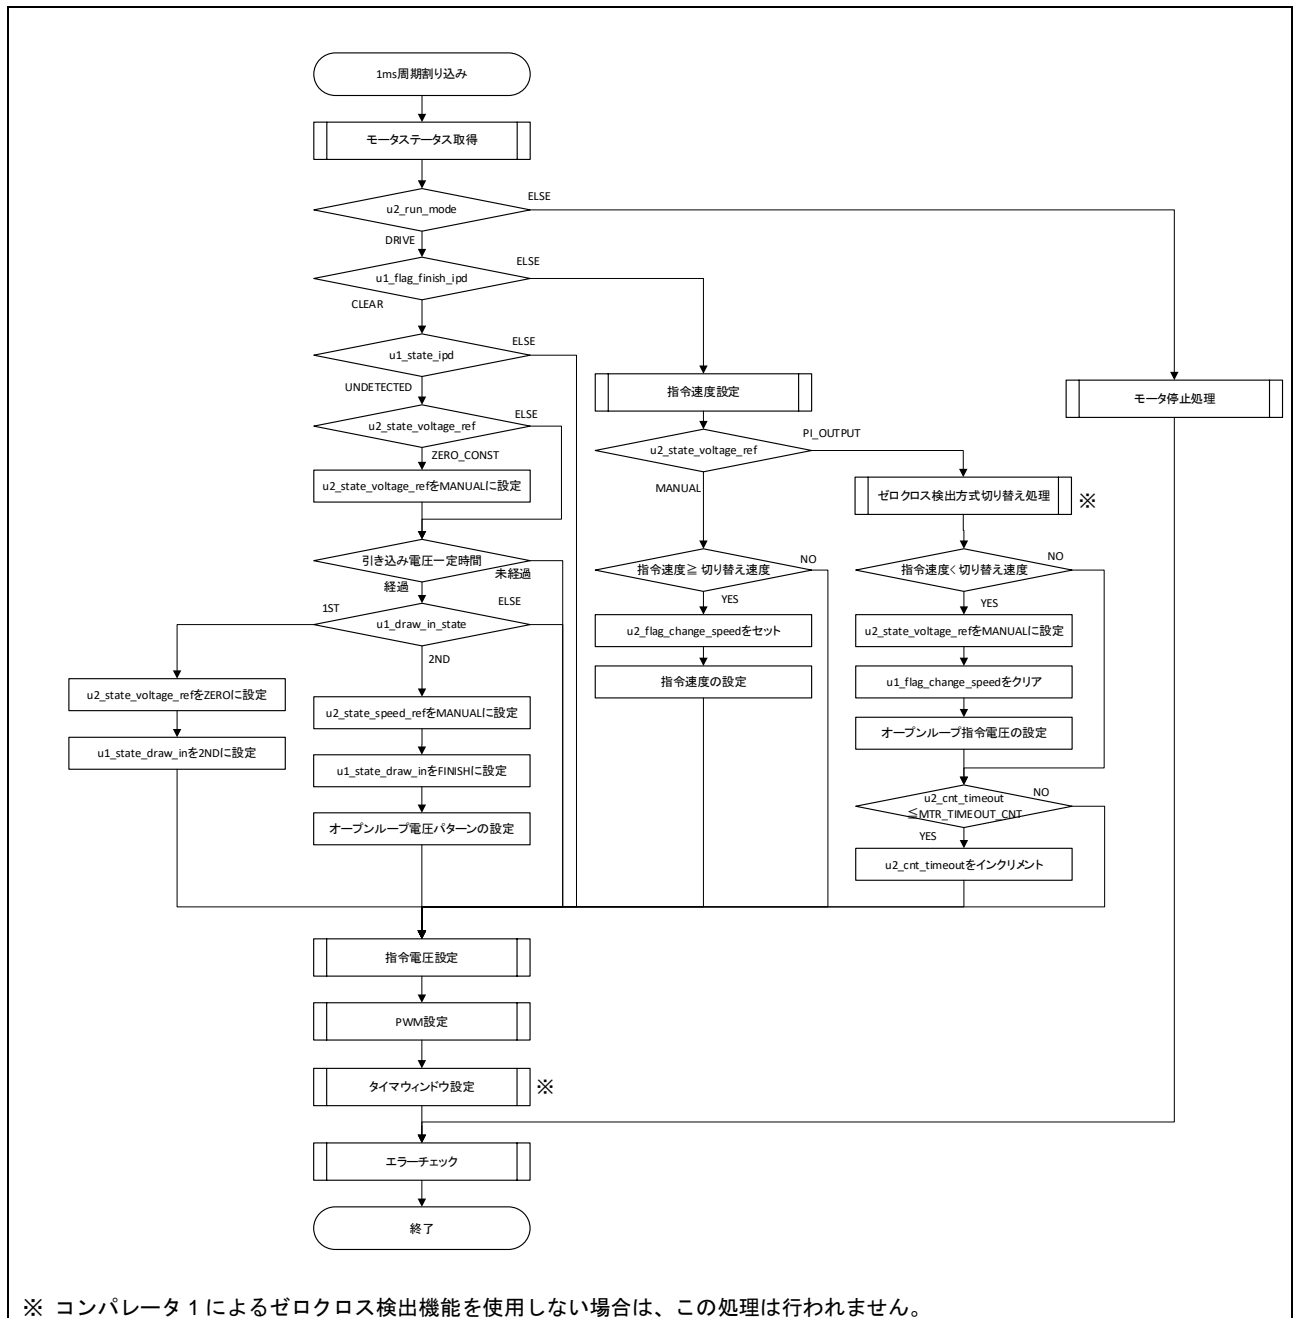 1ms周期割り込み
モータステータス取得
u2_run_mode
ELSE
DRIVE
u1_flag_finish_ipd
ELSE
CLEAR
u1_state_ipd
ELSE
UNDETECTED
u2_state_voltage_ref
ELSE
ZERO_CONST
u2_state_voltage_refをMANUALに設定
引き込み電圧一定時間
未経過
経過
u1_draw_in_state
1ST
ELSE
2ND
u2_state_voltage_refをZEROに設定
u1_state_draw_inを2NDに設定
u2_state_speed_refをMANUALに設定
u1_state_draw_inをFINISHに設定
オープンループ電圧パターンの設定
指令速度設定
u2_state_voltage_ref
PI_OUTPUT
MANUAL
指令速度≧ 切り替え速度
NO
YES
u2_flag_change_speedをセット
指令速度の設定
ゼロクロス検出方式切り替え処理
※
指令速度< 切り替え速度
NO
YES
u2_state_voltage_refをMANUALに設定
u1_flag_change_speedをクリア
オープンループ指令電圧の設定
u2_cnt_timeout
≦MTR_TIMEOUT_CNT
NO
YES
u2_cnt_timeoutをインクリメント
モータ停止処理
指令電圧設定
PWM設定
タイマウィンドウ設定
※
エラーチェック
終了
※ コンパレータ 1 によるゼロクロス検出機能を使用しない場合は、この処理は行われません。